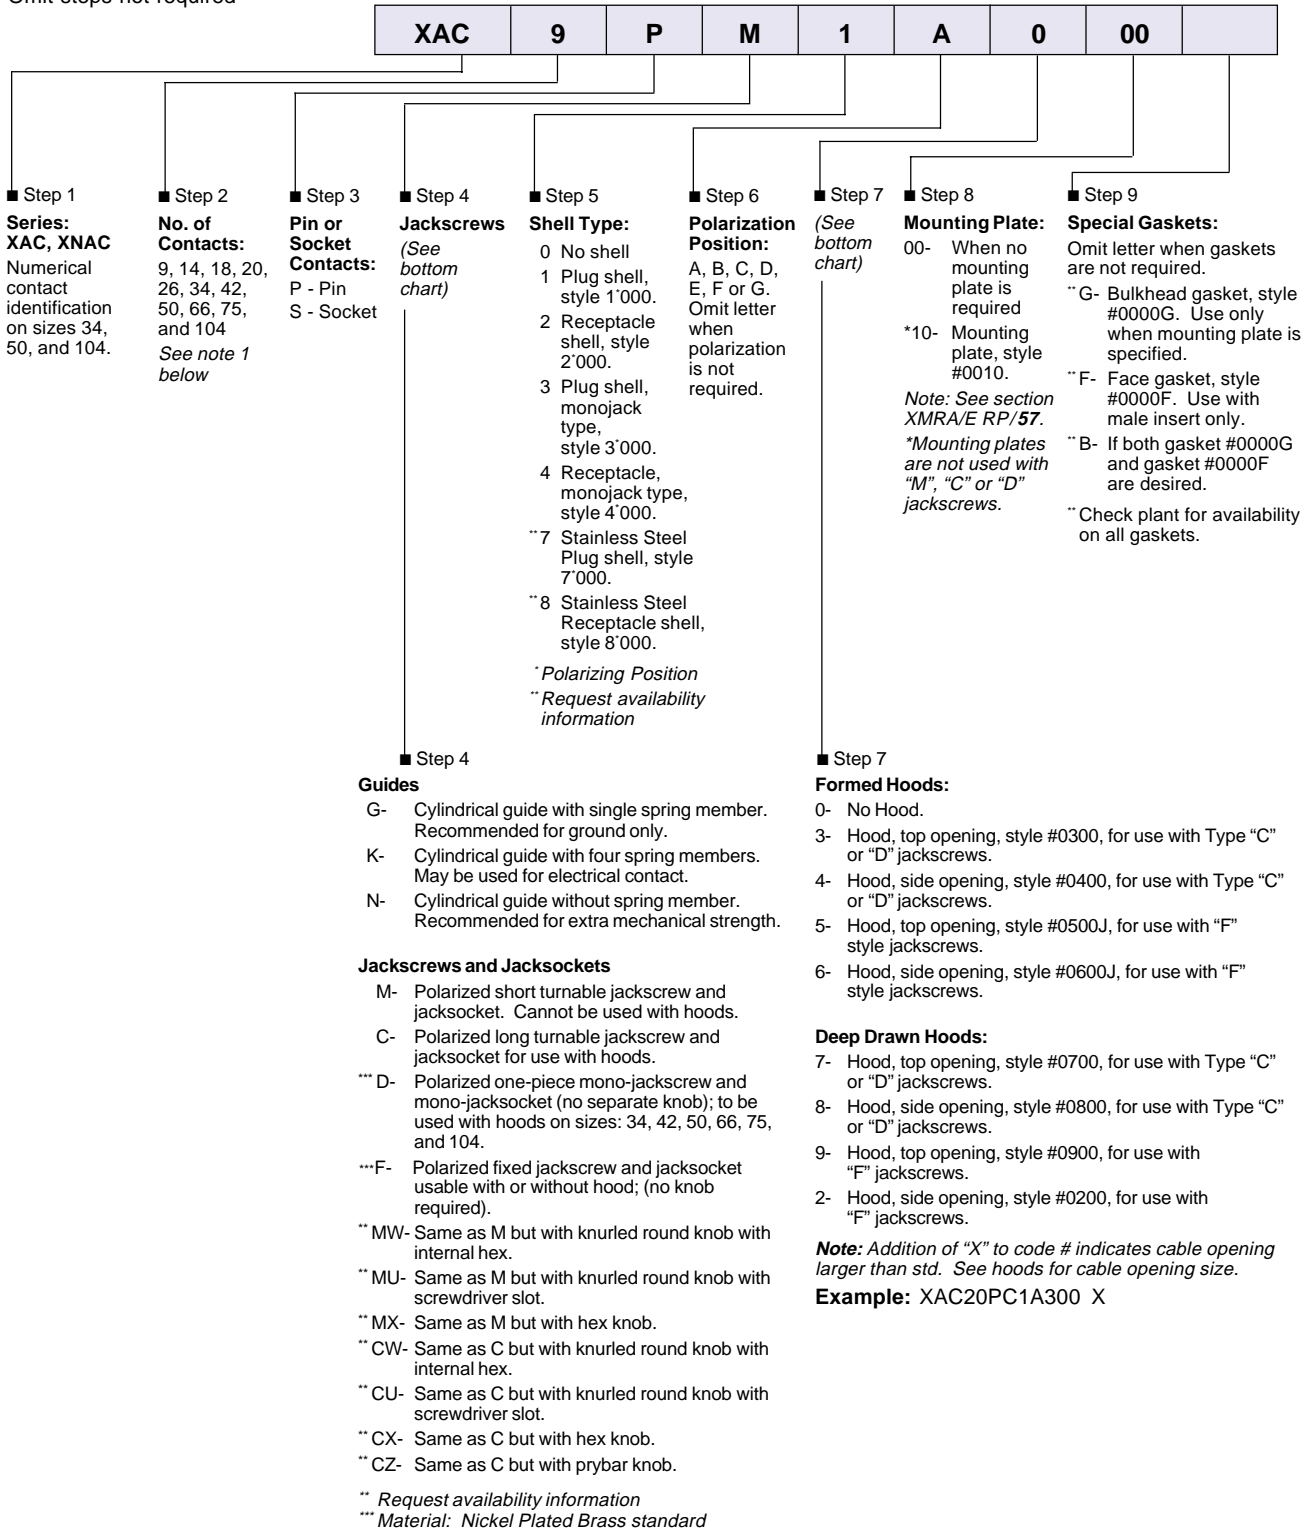 Omit steps not required
XAC 9 P M 1 A 0 00
■ Step 1
Series:
XAC, XNAC
Numerical
contact
identification
on sizes 34,
50, and 104.
■ Step 2
No. of
Contacts:
9, 14, 18, 20,
26, 34, 42,
50, 66, 75,
and 104
See note 1
below
■ Step 3
Pin or
Socket
Contacts:
P - Pin
S - Socket
■ Step 4
Jackscrews
(See
bottom
chart)
■ Step 5
Shell Type:
0 No shell
1 Plug shell,
style 1*000.
2 Receptacle
shell, style
2*000.
3 Plug shell,
monojack
type,
style 3*000.
4 Receptacle,
monojack type,
style 4*000.
**7 Stainless Steel
Plug shell, style
7*000.
**8 Stainless Steel
Receptacle shell,
style 8*000.
* Polarizing Position
** Request availability
information
■ Step 6
Polarization
Position:
A, B, C, D,
E, F or G.
Omit letter
when
polarization
is not
required.
■ Step 7
(See
bottom
chart)
■ Step 8
Mounting Plate:
00- When no
mounting
plate is
required
*10- Mounting
plate, style
#0010.
Note: See section
XMRA/E RP/57.
*Mounting plates
are not used with
“M”, “C” or “D”
jackscrews.
■ Step 9
Special Gaskets:
Omit letter when gaskets
are not required.
**G- Bulkhead gasket, style
#0000G. Use only
when mounting plate is
specified.
**F- Face gasket, style
#0000F. Use with
male insert only.
**B- If both gasket #0000G
and gasket #0000F
are desired.
**Check plant for availability
on all gaskets.
■ Step 4
Guides
G- Cylindrical guide with single spring member.
Recommended for ground only.
K- Cylindrical guide with four spring members.
May be used for electrical contact.
N- Cylindrical guide without spring member.
Recommended for extra mechanical strength.
Jackscrews and Jacksockets
M- Polarized short turnable jackscrew and
jacksocket. Cannot be used with hoods.
C- Polarized long turnable jackscrew and
jacksocket for use with hoods.
*** D- Polarized one-piece mono-jackscrew and
mono-jacksocket (no separate knob); to be
used with hoods on sizes: 34, 42, 50, 66, 75,
and 104.
***F- Polarized fixed jackscrew and jacksocket
usable with or without hood; (no knob
required).
** MW- Same as M but with knurled round knob with
internal hex.
** MU- Same as M but with knurled round knob with
screwdriver slot.
** MX- Same as M but with hex knob.
** CW- Same as C but with knurled round knob with
internal hex.
** CU- Same as C but with knurled round knob with
screwdriver slot.
** CX- Same as C but with hex knob.
** CZ- Same as C but with prybar knob.
** Request availability information
*** Material: Nickel Plated Brass standard
■ Step 7
Formed Hoods:
0- No Hood.
3- Hood, top opening, style #0300, for use with Type “C”
or “D” jackscrews.
4- Hood, side opening, style #0400, for use with Type “C”
or “D” jackscrews.
5- Hood, top opening, style #0500J, for use with “F”
style jackscrews.
6- Hood, side opening, style #0600J, for use with “F”
style jackscrews.
Deep Drawn Hoods:
7- Hood, top opening, style #0700, for use with Type “C”
or “D” jackscrews.
8- Hood, side opening, style #0800, for use with Type “C”
or “D” jackscrews.
9- Hood, top opening, style #0900, for use with
“F” jackscrews.
2- Hood, side opening, style #0200, for use with
“F” jackscrews.
Note: Addition of “X” to code # indicates cable opening
larger than std. See hoods for cable opening size.
Example: XAC20PC1A300 X